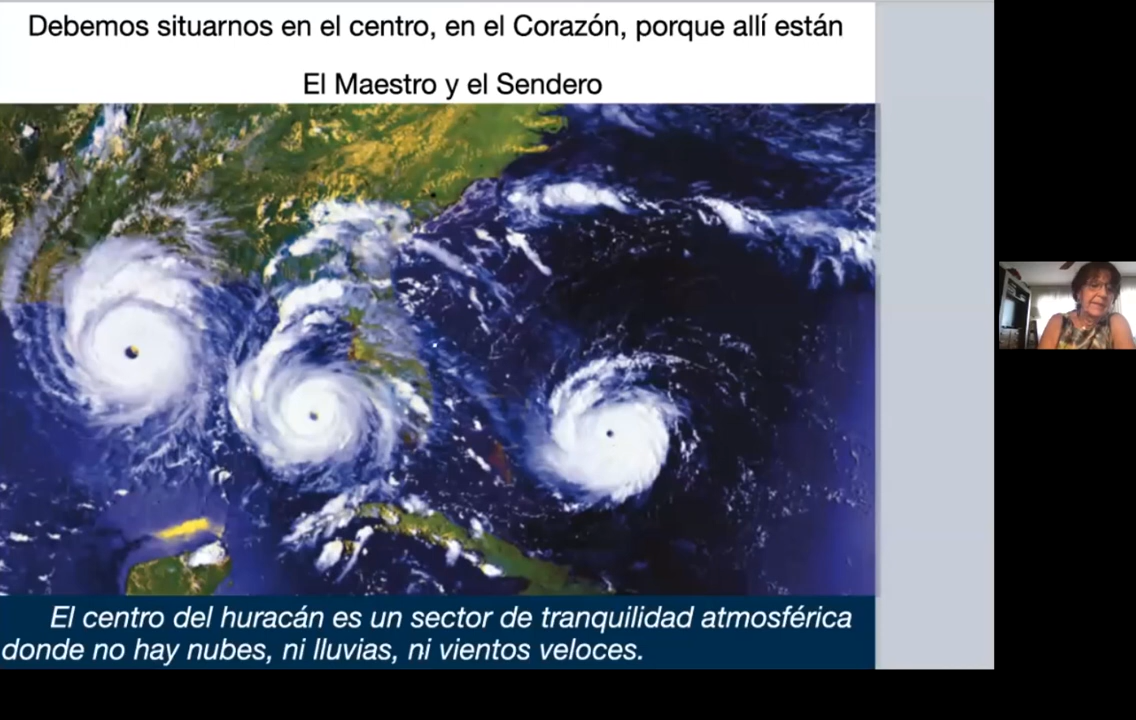 Debemos situarnos en el centro, en el Corazón, porque allí están
El Maestro y el Sendero
El centro del huracán es un sector de tranquilidad atmosférica
donde no hay nubes, ni lluvias, ni vientos veloces.